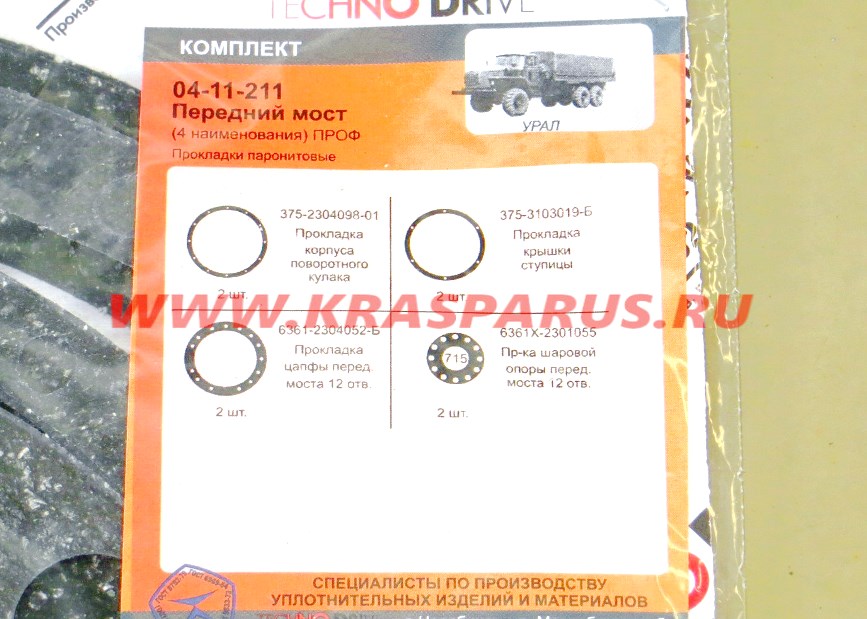 Произво
TECHNO DRIVE
КОМПЛЕКТ
04-11-211
Передний мост
(4 наименования) ПРОФ
Прокладки паронитовые
УРАЛ
375-2304098-01
Прокладка
корпуса
поворотного
кулака
2 шт.
375-3103019-Б
Прокладка
крышки
ступицы
2 шт.
WWW.KRASPARUS.RU
6361-2304052-Б
Прокладка
цапфы перед.
моста 12 отв.
2 шт.
715
6361Х-2301055
Пр-ка шаровой
опоры перед.
моста 12 отв.
2 шт.
СПЕЦИАЛИСТЫ ПО ПРОИЗВОДСТВУ
УПЛОТНИТЕЛЬНЫХ ИЗДЕЛИЙ И МАТЕРИАЛОВ
TECHNO DRIVE